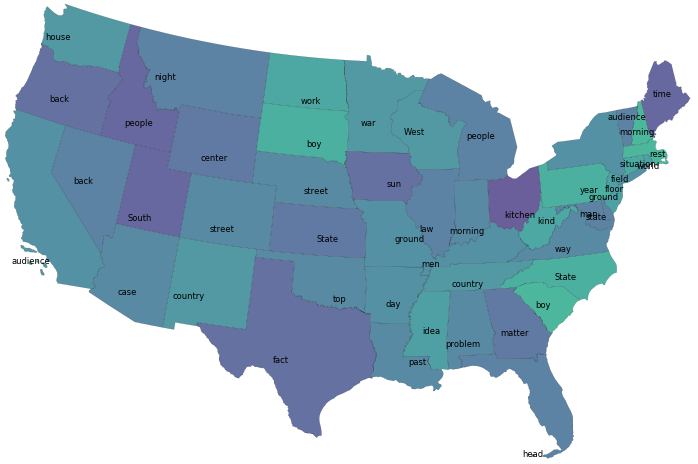 house
night
back
people
center
work
boy
war
West
people
time
audience
morning
rest
situation
world
field
floor
ground
year
man
state
kind
kitchen
sun
street
back
South
street
State
ground
law
morning
way
men
country
State
boy
audience
case
country
top
day
idea
problem
matter
past
fact
head